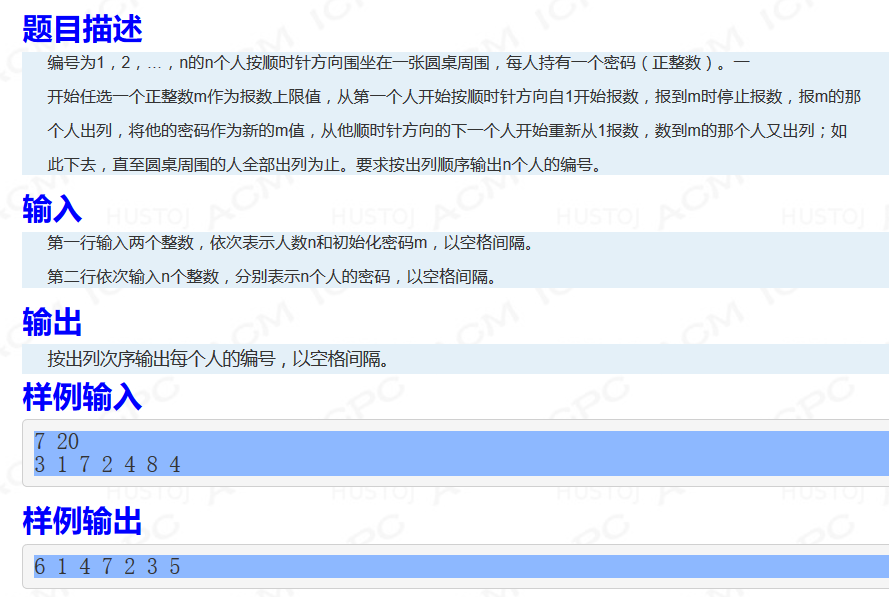 题目描述
编号为1，2，…，n的n个人按顺时针方向围坐在一张圆桌周围，每人持有一个密码（正整数）。一
开始任选一个正整数m作为报数上限值，从第一个人开始按顺时针方向自1开始报数，报到m时停止报数，报m的那
个人出列，将他的密码作为新的m值，从他顺时针方向的下一个人开始重新从1报数，数到m的那个人又出列；如
此下去，直至圆桌周围的人全部出列为止。要求按出列顺序输出n个人的编号。
HUSTOJ HUSTOJ HUSTOJ HUSTOJ
输入
第一行输入两个整数，依次表示人数n和初始化密码m，以空格间隔。
第二行依次输入n个整数，分别表示n个人的密码，以空格间隔。
输出
按出列次序输出每个人的编号，以空格间隔。
样例输入
7 20
3 1 7 2 4 8 4
HUSTOJ HUSTOJ HUSTOJ HUSTOJ
样例输出
6 1 4 7 2 3 5